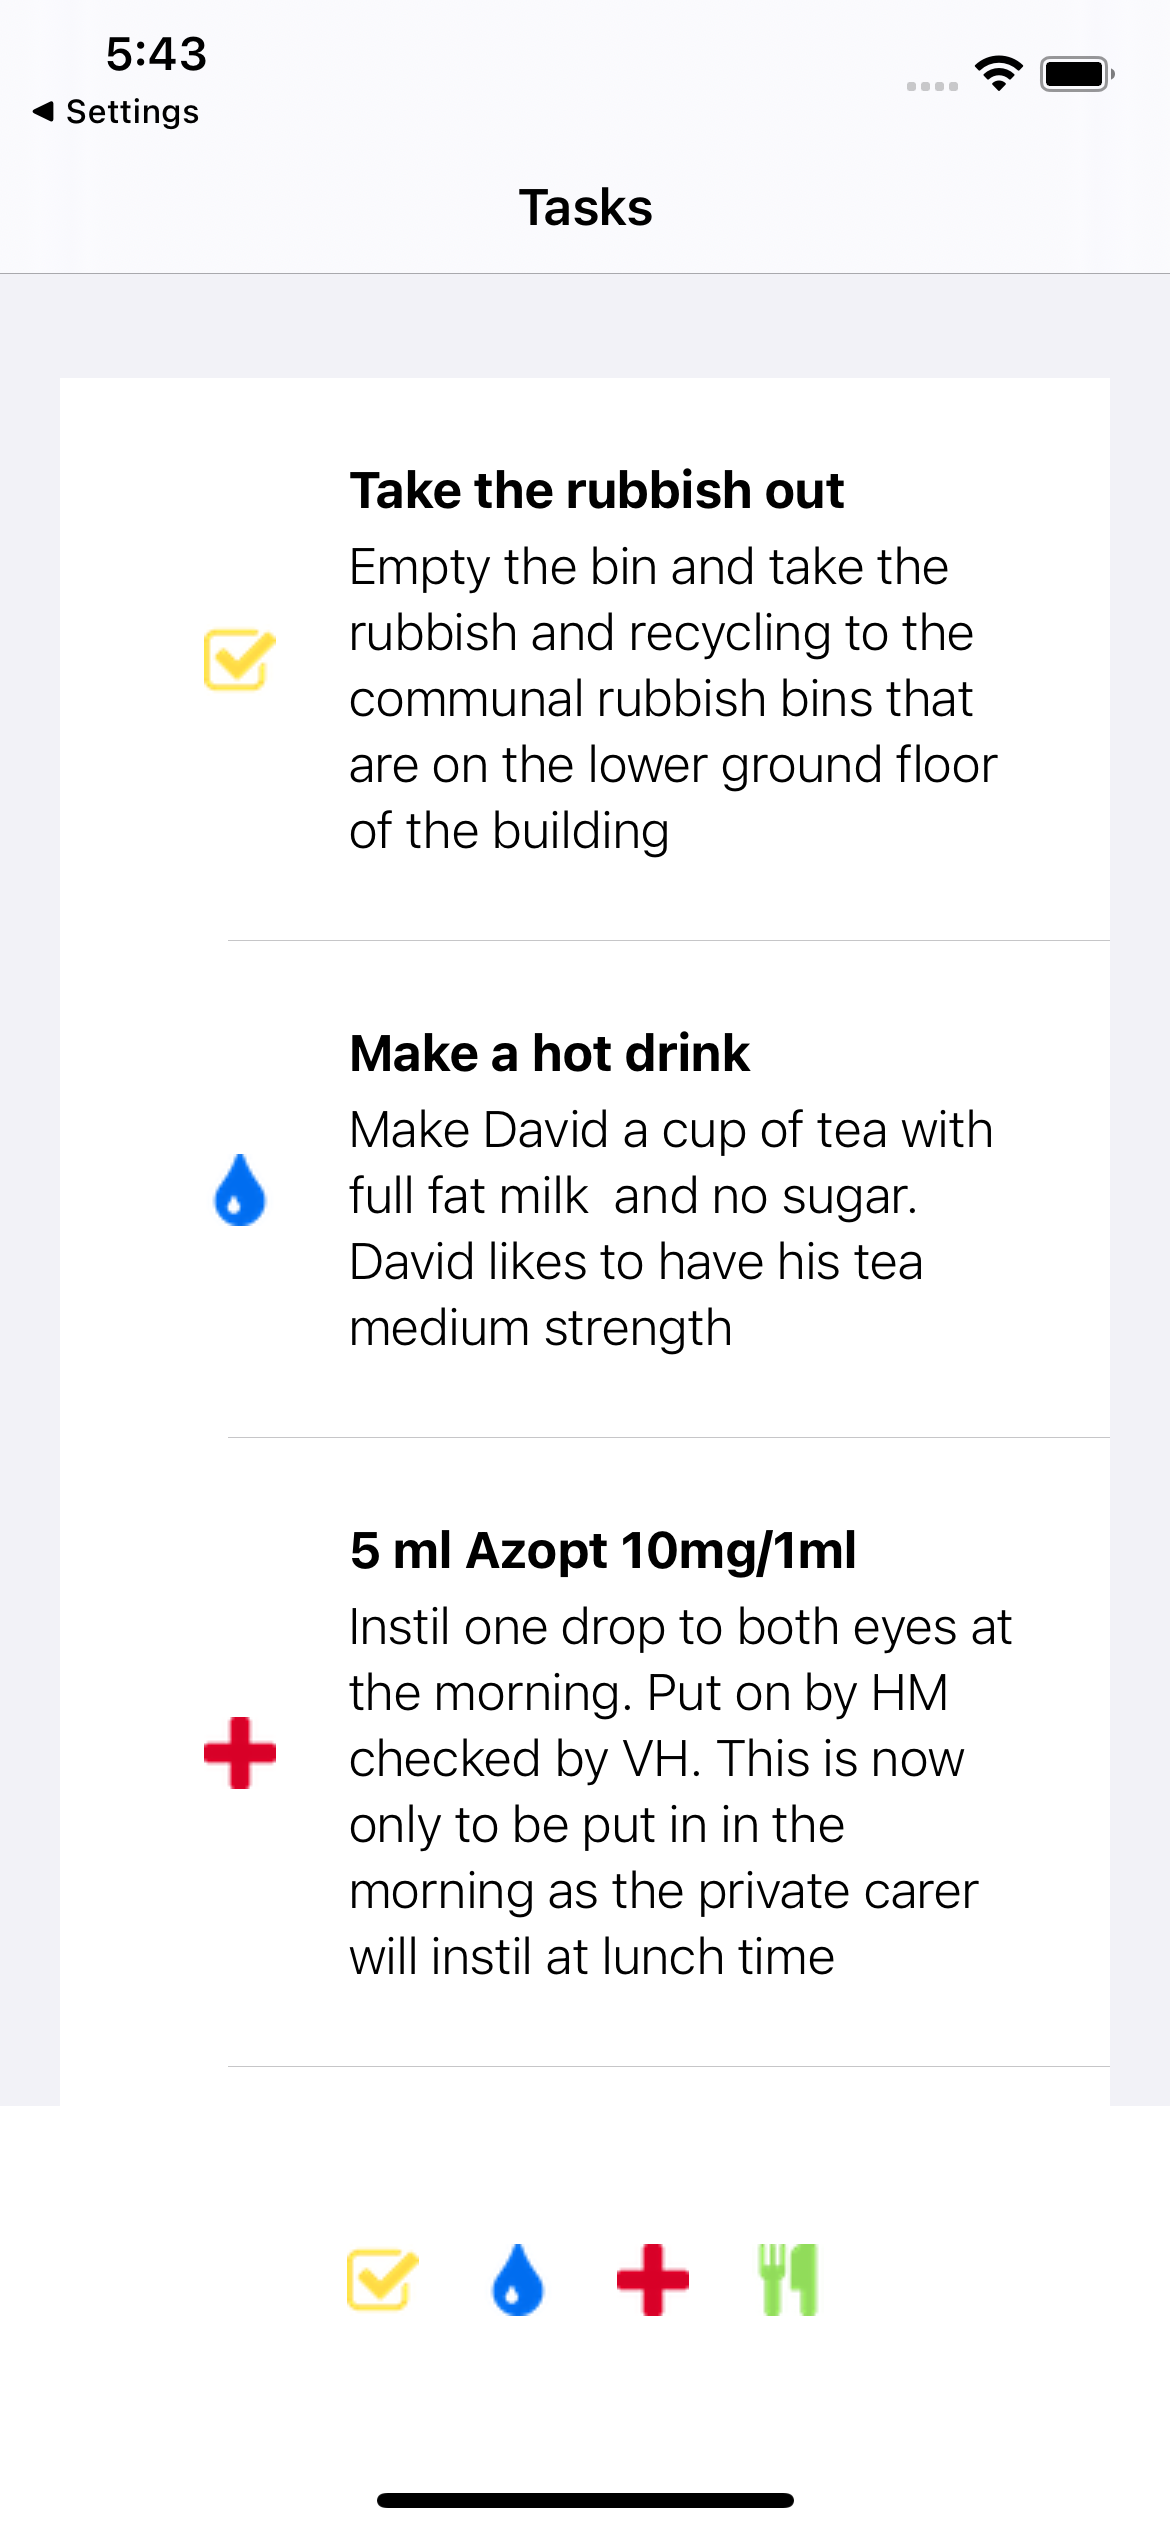 5:43
Settings
Tasks
Take the rubbish out
Empty the bin and take the
rubbish and recycling to the
communal rubbish bins that
are on the lower ground floor
of the building
Make a hot drink
Make David a cup of tea with
full fat milk  and no sugar.
David likes to have his tea
medium strength
5 ml Azopt 10mg/1ml
Instil one drop to both eyes at
the morning. Put on by HM
checked by VH. This is now
only to be put in in the
morning as the private carer
will instil at lunch time